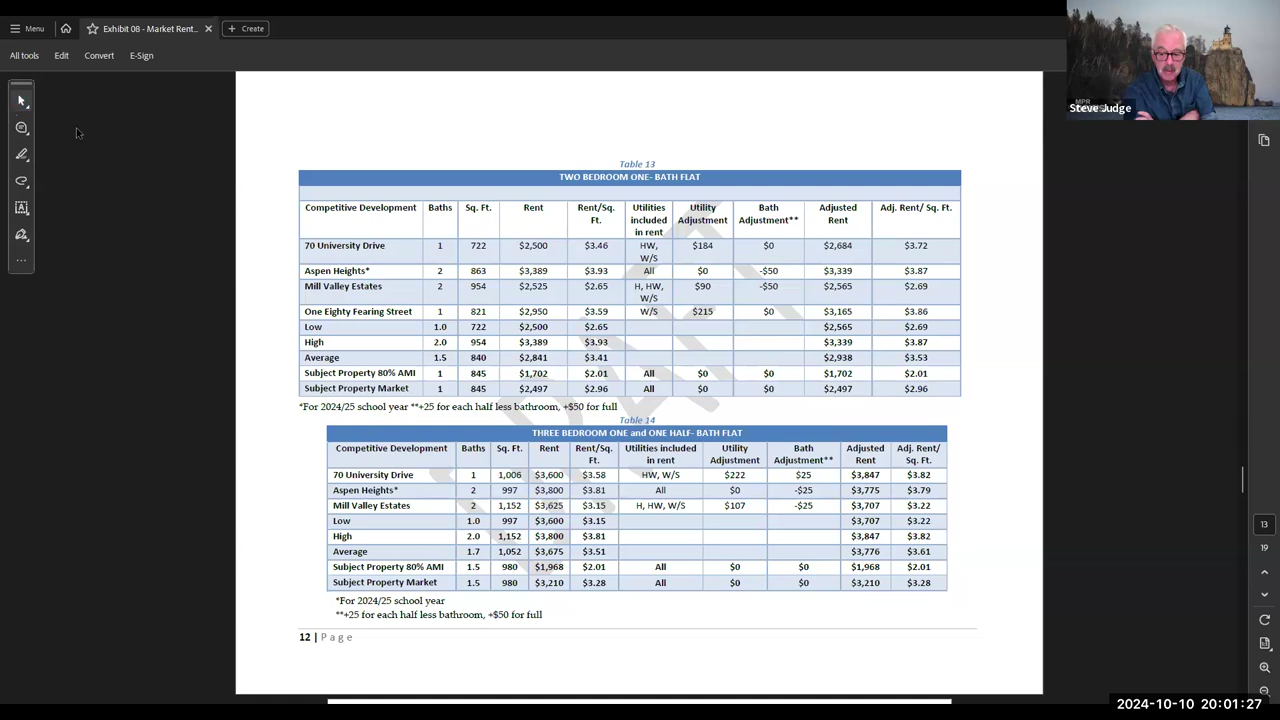 Menu
Exhibit 08 - Market Rent...
Create
All tools Edit Convert E-Sign
MPR
Steve Judge
Table 13
TWO BEDROOM ONE- BATH FLAT
Competitive Development Baths Sq. Ft. Rent Rent/Sq. Ft. Utilities included in rent Utility Adjustment Bath Adjustment** Adjusted Rent Adj. Rent/ Sq. Ft.
70 University Drive 1 722 $2,500 $3.46 HW, W/S $184 $0 $2,684 $3.72
Aspen Heights* 2 863 $3,389 $3.93 All $0 -$50 $3,339 $3.87
Mill Valley Estates 2 954 $2,525 $2.65 H, HW, W/S $90 -$50 $2,565 $2.69
One Eighty Fearing Street 1 821 $2,950 $3.59 W/S $215 $0 $3,165 $3.86
Low 1.0 722 $2,500 $2.65 $2,565 $2.69
High 2.0 954 $3,389 $3.93 $3,339 $3.87
Average 1.5 840 $2,841 $3.41 $2,938 $3.53
Subject Property 80% AMI 1 845 $1,702 $2.01 All $0 $0 $1,702 $2.01
Subject Property Market 1 845 $2,497 $2.96 All $0 $0 $2,497 $2.96
*For 2024/25 school year **+25 for each half less bathroom, +$50 for full
Table 14
THREE BEDROOM ONE and ONE HALF- BATH FLAT
Competitive Development Baths Sq. Ft. Rent Rent/Sq. Ft. Utilities included in rent Utility Adjustment Bath Adjustment** Adjusted Rent Adj. Rent/ Sq. Ft.
70 University Drive 1 1,006 $3,600 $3.58 HW, W/S $222 $25 $3,847 $3.82
Aspen Heights* 2 997 $3,800 $3.81 All $0 -$25 $3,775 $3.79
Mill Valley Estates 2 1,152 $3,625 $3.15 H, HW, W/S $107 -$25 $3,707 $3.22
Low 1.0 997 $3,600 $3.15 $3,707 $3.22
High 2.0 1,152 $3,800 $3.81 $3,847 $3.82
Average 1.7 1,052 $3,675 $3.51 $3,776 $3.61
Subject Property 80% AMI 1.5 980 $1,968 $2.01 All $0 $0 $1,968 $2.01
Subject Property Market 1.5 980 $3,210 $3.28 All $0 $0 $3,210 $3.28
*For 2024/25 school year
**+25 for each half less bathroom, +$50 for full
12 | Page
DRAFT
13
19
2024-10-10 20:01:27